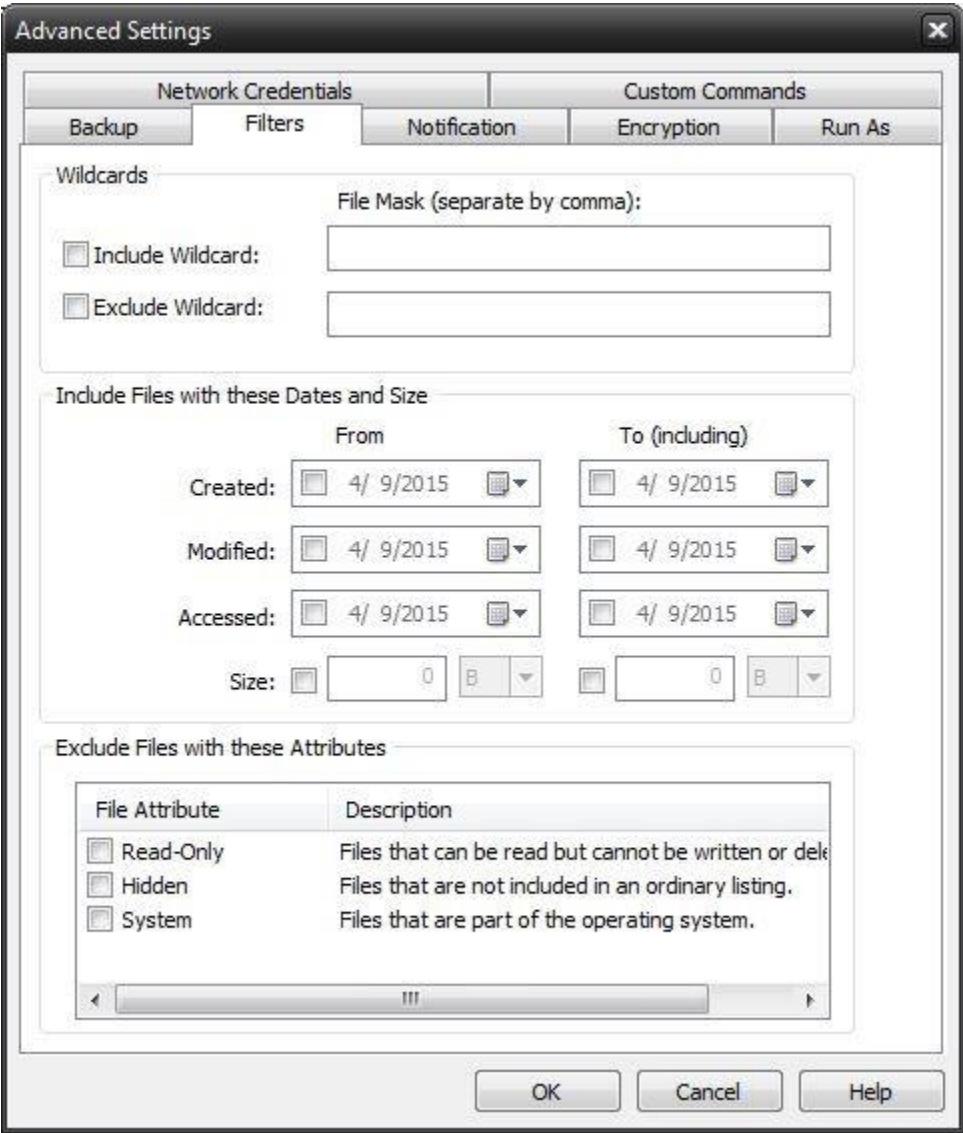 Advanced Settings
Network Credentials Custom Commands
Backup Filters Notification Encryption Run As
Wildcards
File Mask (separate by comma):
Include Wildcard:
Exclude Wildcard:
Include Files with these Dates and Size
From To (including)
Created: 4/ 9/2015 4/ 9/2015
Modified: 4/ 9/2015 4/ 9/2015
Accessed: 4/ 9/2015 4/ 9/2015
Size: 0 B 0 B
Exclude Files with these Attributes
File Attribute Description
Read-Only Files that can be read but cannot be written or dele
Hidden Files that are not included in an ordinary listing.
System Files that are part of the operating system.
OK Cancel Help